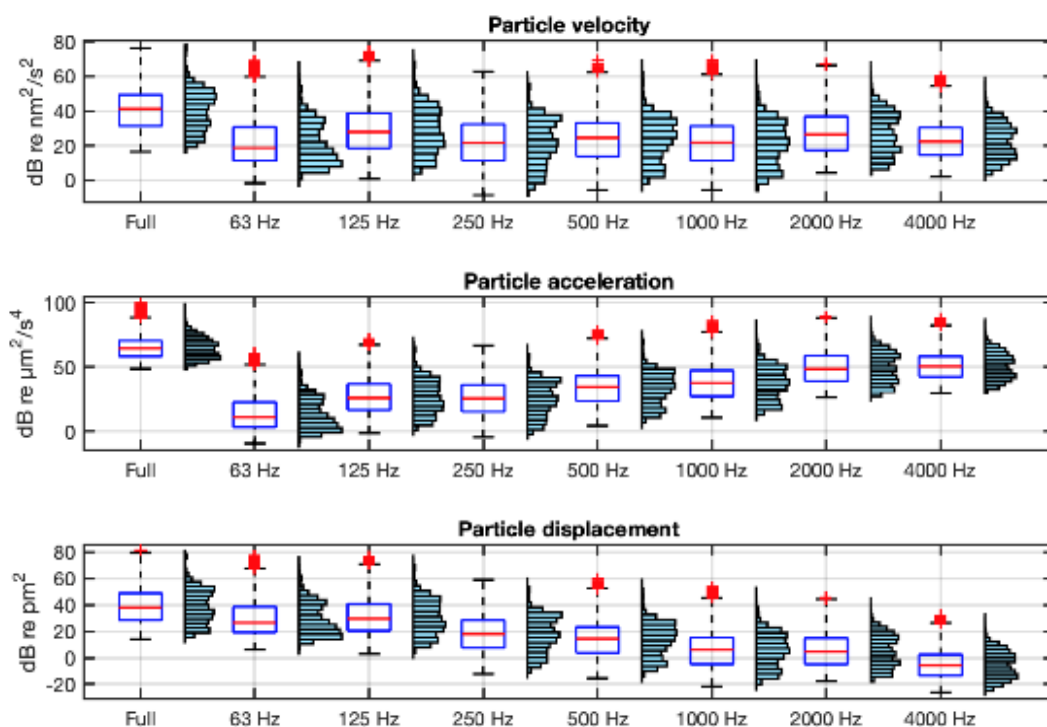 Particle velocity
dB re nm²/s²
80
60
40
20
0
Full 63 Hz 125 Hz 250 Hz 500 Hz 1000 Hz 2000 Hz 4000 Hz
Particle acceleration
dB re µm²/s⁴
100
50
0
Full 63 Hz 125 Hz 250 Hz 500 Hz 1000 Hz 2000 Hz 4000 Hz
Particle displacement
dB re pm²
80
60
40
20
0
-20
Full 63 Hz 125 Hz 250 Hz 500 Hz 1000 Hz 2000 Hz 4000 Hz